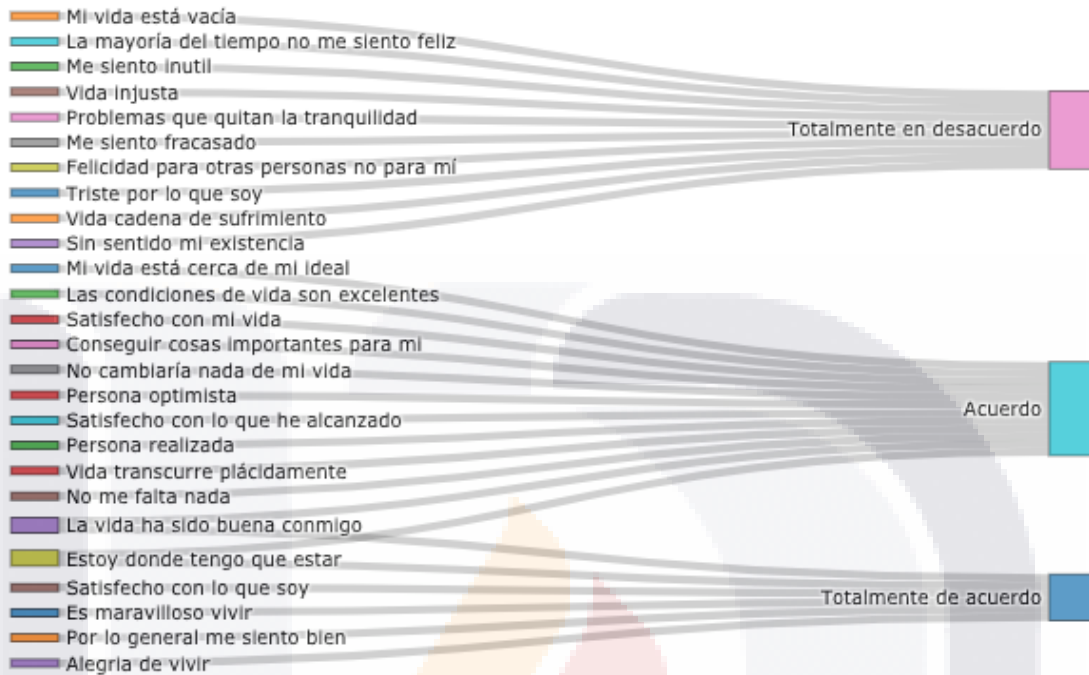 Mi vida está vacía
La mayoría del tiempo no me siento feliz
Me siento inutil
Vida injusta
Problemas que quitan la tranquilidad
Me siento fracasado
Felicidad para otras personas no para mí
Triste por lo que soy
Vida cadena de sufrimiento
Sin sentido mi existencia
Mi vida está cerca de mi ideal
Las condiciones de vida son excelentes
Satisfecho con mi vida
Conseguir cosas importantes para mi
No cambiaría nada de mi vida
Persona optimista
Satisfecho con lo que he alcanzado
Persona realizada
Vida transcurre plácidamente
No me falta nada
La vida ha sido buena conmigo
Estoy donde tengo que estar
Satisfecho con lo que soy
Es maravilloso vivir
Por lo general me siento bien
Alegria de vivir
Totalmente en desacuerdo
Acuerdo
Totalmente de acuerdo